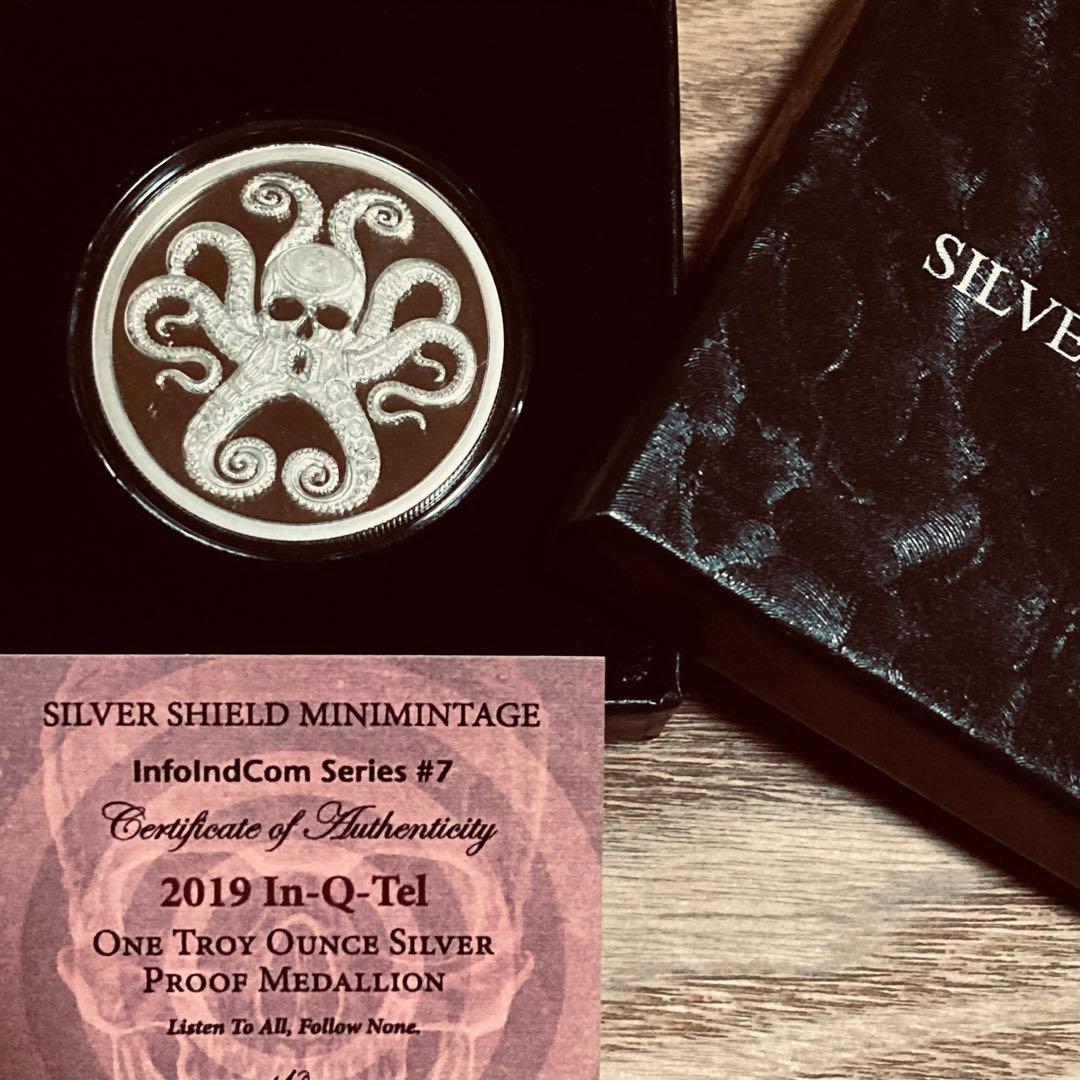 SILVE
SILVER SHIELD MINIMINTAGE
InfoIndCom Series #7
Certificate of Authenticity
2019 In-Q-Tel
ONE TROY OUNCE SILVER
PROOF MEDALLION
Listen To All, Follow None.